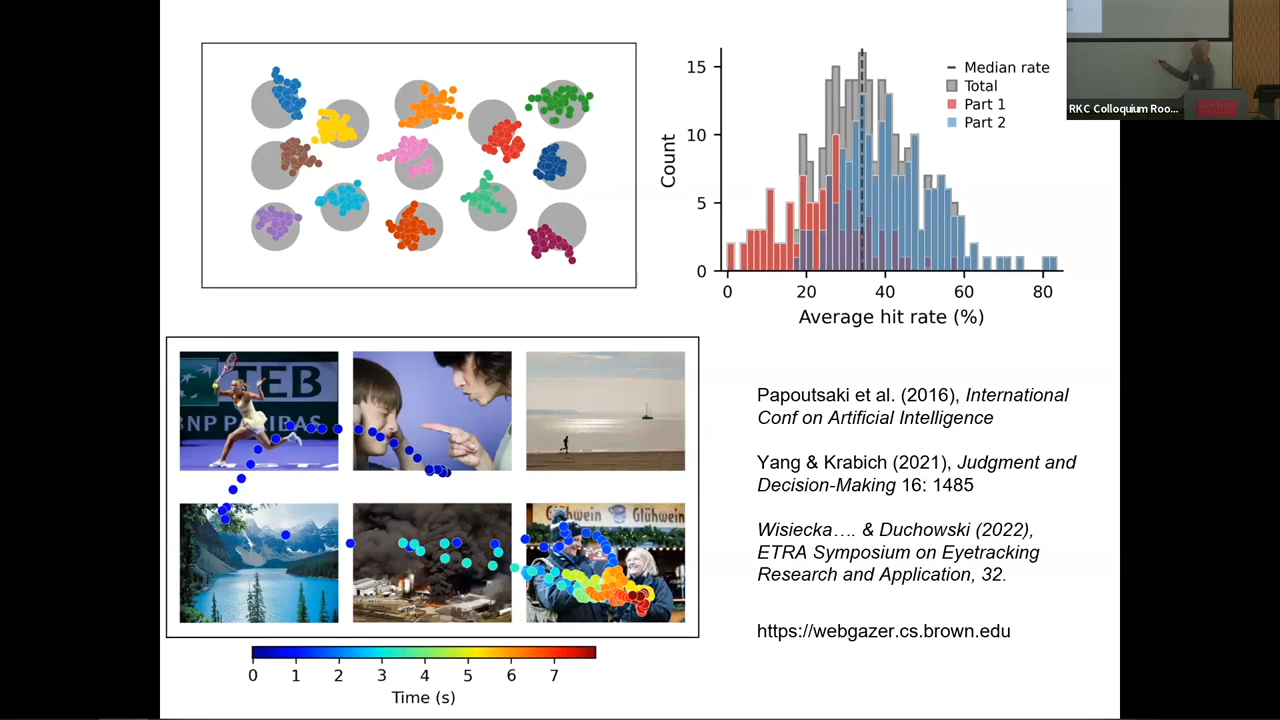 15
10
5
0
Count
0
20
40
60
80
Average hit rate (%)
Median rate
Total
Part 1
Part 2
RKC Colloquium Roo...
TEB
BNP PARIBAS
Glühwein
Glühwein
0
1
2
3
4
5
6
7
Time (s)
Papoutsaki et al. (2016), International
Conf on Artificial Intelligence
Yang & Krabich (2021), Judgment and
Decision-Making 16: 1485
Wisiecka.... & Duchowski (2022),
ETRA Symposium on Eyetracking
Research and Application, 32.
https://webgazer.cs.brown.edu